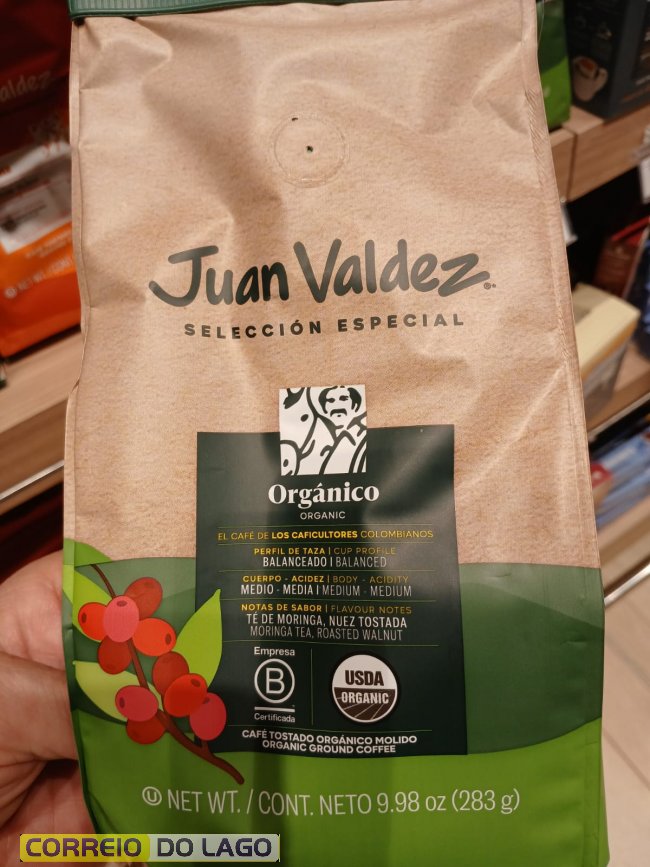 Juan Valdez
SELECCIÓN ESPECIAL
Orgánico
ORGANIC
EL CAFÉ DE LOS CAFICULTORES COLOMBIANOS
PERFIL DE TAZA | CUP PROFILE
BALANCEADO | BALANCED
CUERPO - ACIDEZ | BODY - ACIDITY
MEDIO - MEDIA | MEDIUM - MEDIUM
NOTAS DE SABOR | FLAVOUR NOTES
TÉ DE MORINGA, NUEZ TOSTADA
MORINGA TEA, ROASTED WALNUT
Empresa
B
Certificada
USDA
ORGANIC
CAFÉ TOSTADO ORGÁNICO MOLIDO
ORGANIC GROUND COFFEE
U NET WT. / CONT. NETO 9.98 oz (283 g)
CORREIO DO LAGO